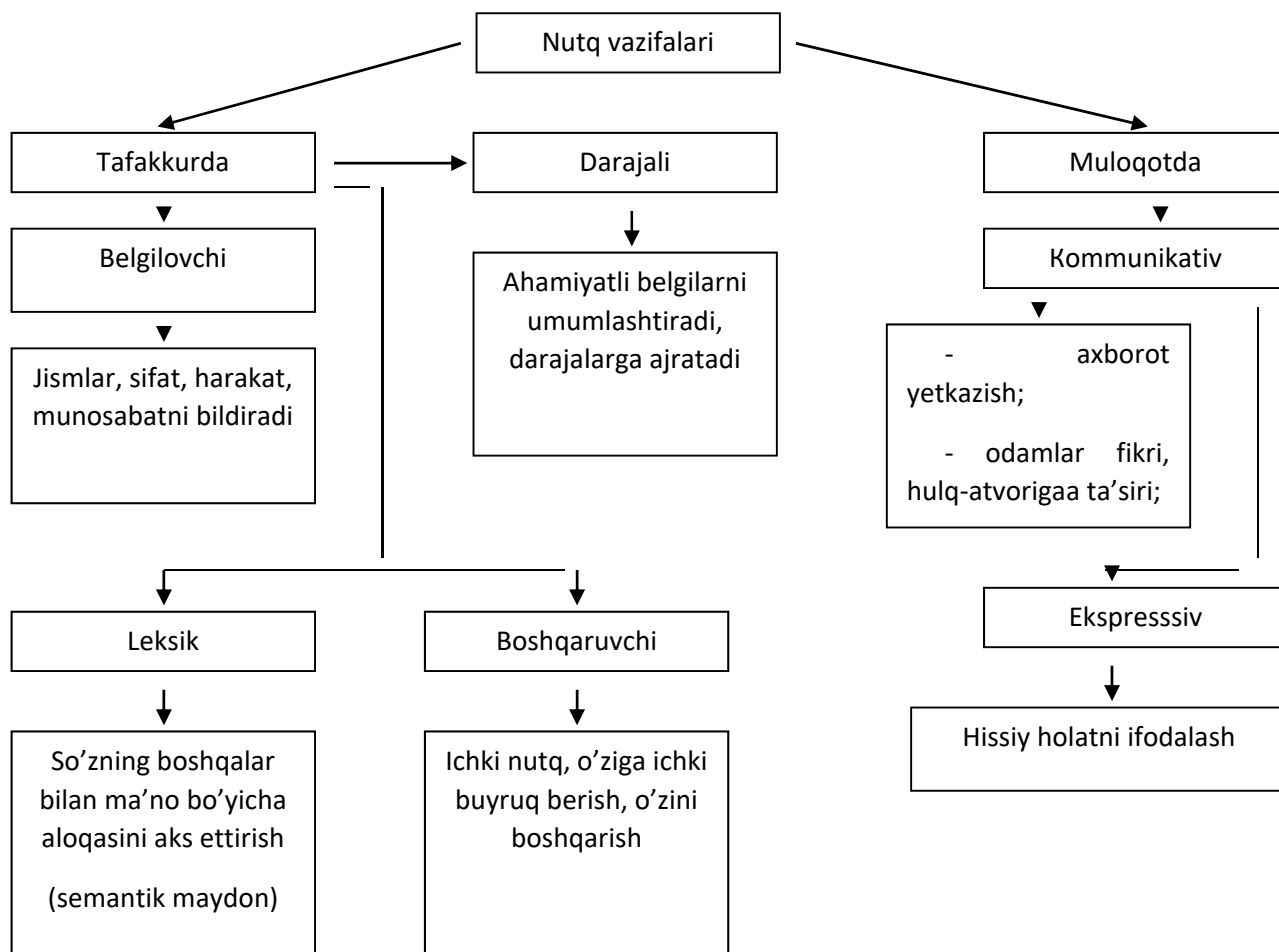 Nutq vazifalari
Tafakkurda
Darajali
Muloqotda
Belgilovchi
Kommunikativ
Ahamiyatli belgilarni
umumlashtiradi,
darajalarga ajratadi
Jismlar, sifat, harakat,
munosabatni bildiradi
- axborot
yetkazish;
- odamlar fikri,
hulq-atvorigaa ta’siri;
Leksik
Boshqaruvchi
Ekspresssiv
So’zning boshqalar
bilan ma’no bo’yicha
aloqasini aks ettirish
(semantik maydon)
Ichki nutq, o’ziga ichki
buyruq berish, o’zini
boshqarish
Hissiy holatni ifodalash